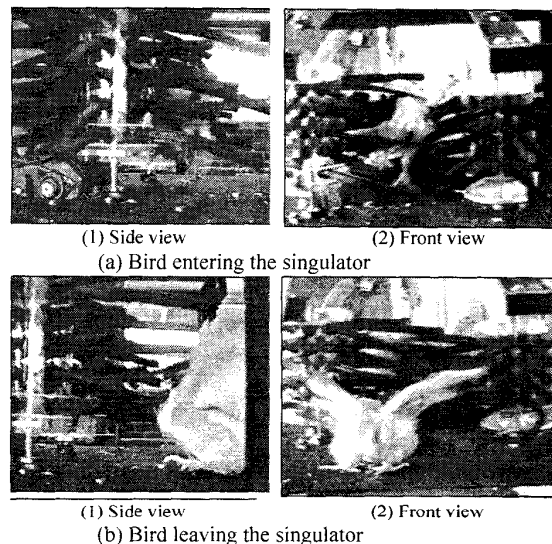 (1) Side view (2) Front view
(a) Bird entering the singulator
(1) Side view (2) Front view
(b) Bird leaving the singulator